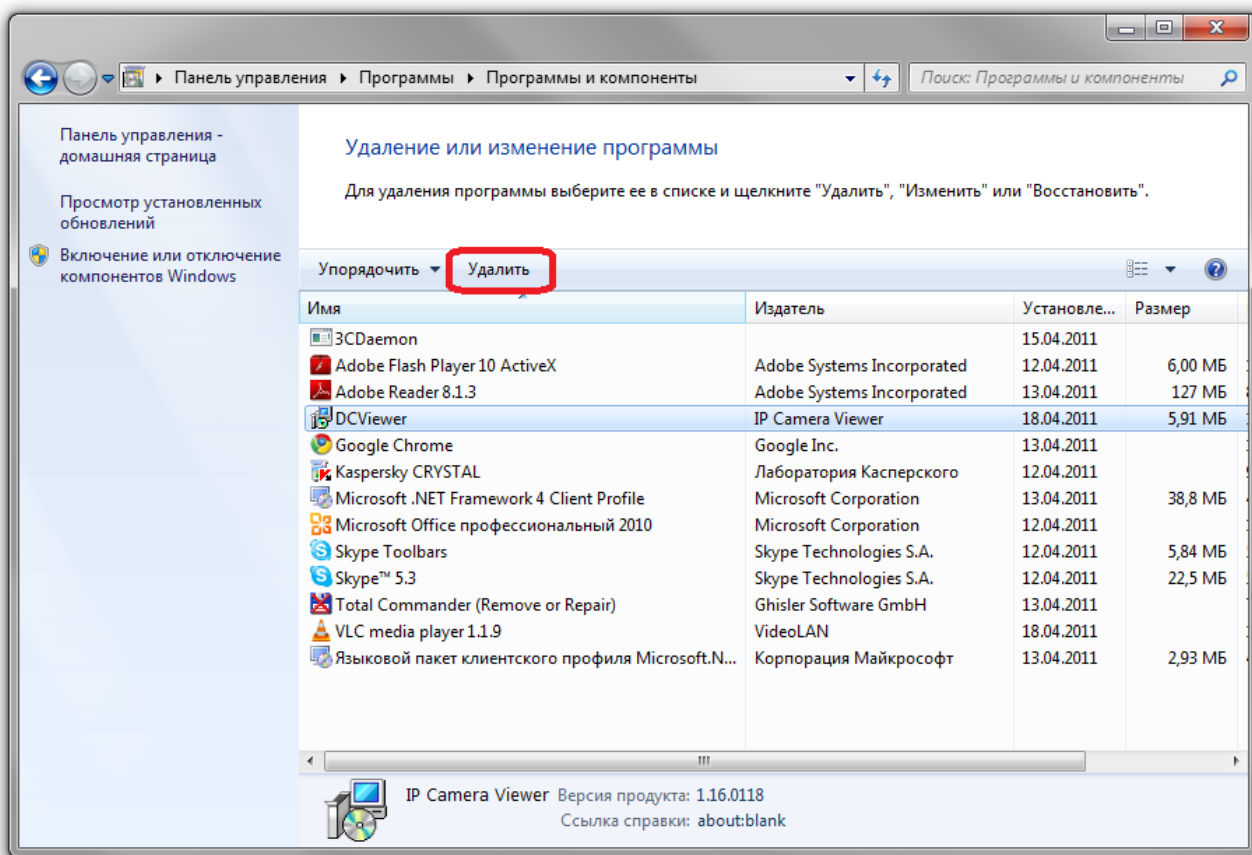 Панель управления ▸ Программы ▸ Программы и компоненты
Поиск: Программы и компоненты
Панель управления -
домашняя страница
Просмотр установленных
обновлений
Включение или отключение
компонентов Windows
Удаление или изменение программы
Для удаления программы выберите ее в списке и щелкните "Удалить", "Изменить" или "Восстановить".
Упорядочить Удалить
Имя Издатель Установле... Размер
3CDaemon 15.04.2011
Adobe Flash Player 10 ActiveX Adobe Systems Incorporated 12.04.2011 6,00 МБ
Adobe Reader 8.1.3 Adobe Systems Incorporated 13.04.2011 127 МБ
DCViewer IP Camera Viewer 18.04.2011 5,91 МБ
Google Chrome Google Inc. 13.04.2011
Kaspersky CRYSTAL Лаборатория Касперского 12.04.2011
Microsoft .NET Framework 4 Client Profile Microsoft Corporation 13.04.2011 38,8 МБ
Microsoft Office профессиональный 2010 Microsoft Corporation 12.04.2011
Skype Toolbars Skype Technologies S.A. 12.04.2011 5,84 МБ
Skype™ 5.3 Skype Technologies S.A. 12.04.2011 22,5 МБ
Total Commander (Remove or Repair) Ghisler Software GmbH 13.04.2011
VLC media player 1.1.9 VideoLAN 18.04.2011
Языковой пакет клиентского профиля Microsoft.N... Корпорация Майкрософт 13.04.2011 2,93 МБ
IP Camera Viewer Версия продукта: 1.16.0118
Ссылка справки: about:blank